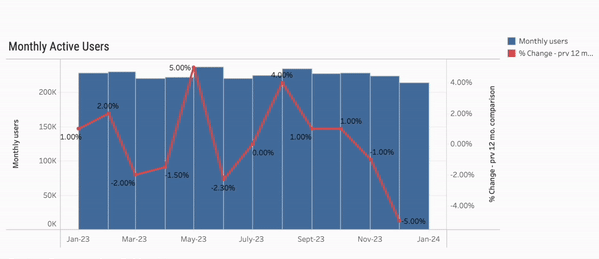 Monthly Active Users
Monthly users
% Change - prv 12 m...
Monthly users
200K
150K
100K
50K
0K
1.00%
2.00%
-2.00%
-1.50%
5.00%
-2.30%
0.00%
4.00%
1.00%
1.00%
-1.00%
-5.00%
4.00%
2.00%
0.00%
-2.00%
-4.00%
% Change - prv 12 mo. comparison
Jan-23
Mar-23
May-23
July-23
Sept-23
Nov-23
Jan-24